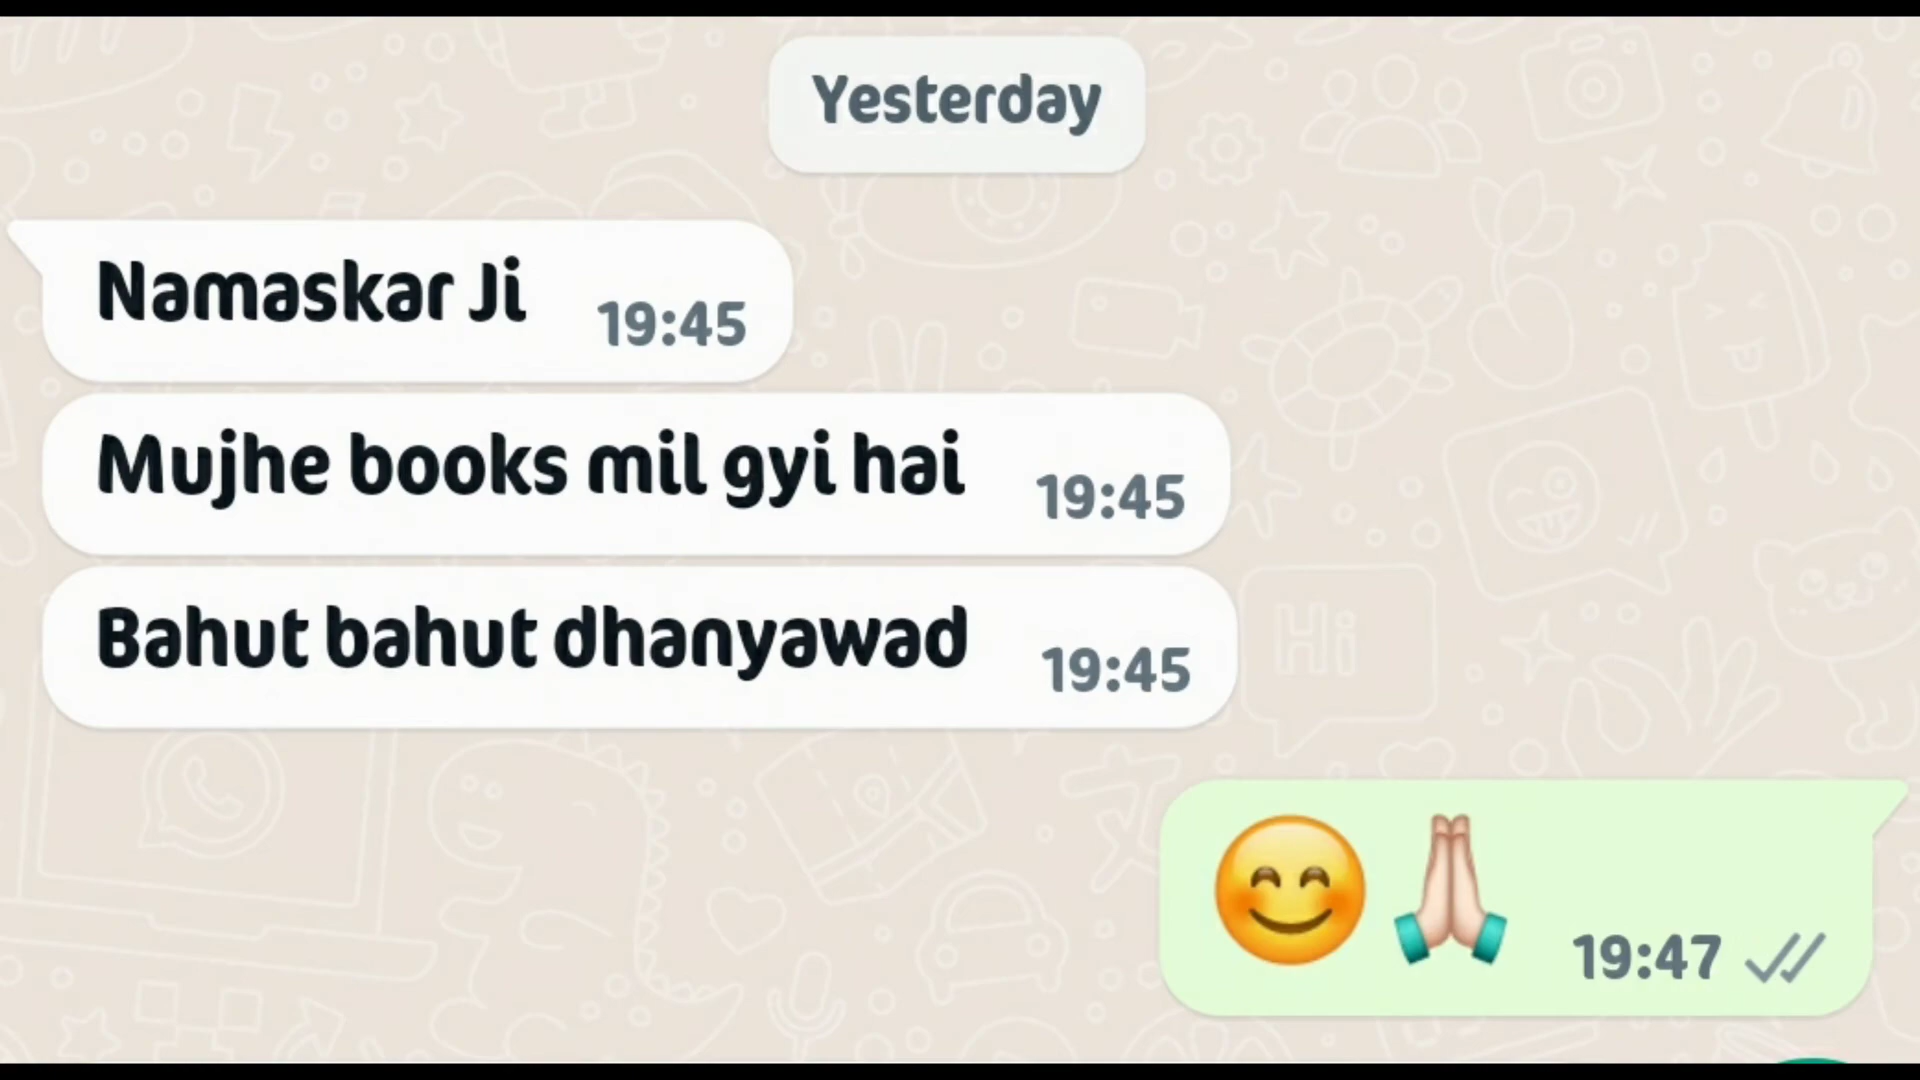 Yesterday
Namaskar Ji 19:45
Mujhe books mil gyi hai 19:45
Bahut bahut dhanyawad 19:45
Hi
😊🙏🏻 19:47